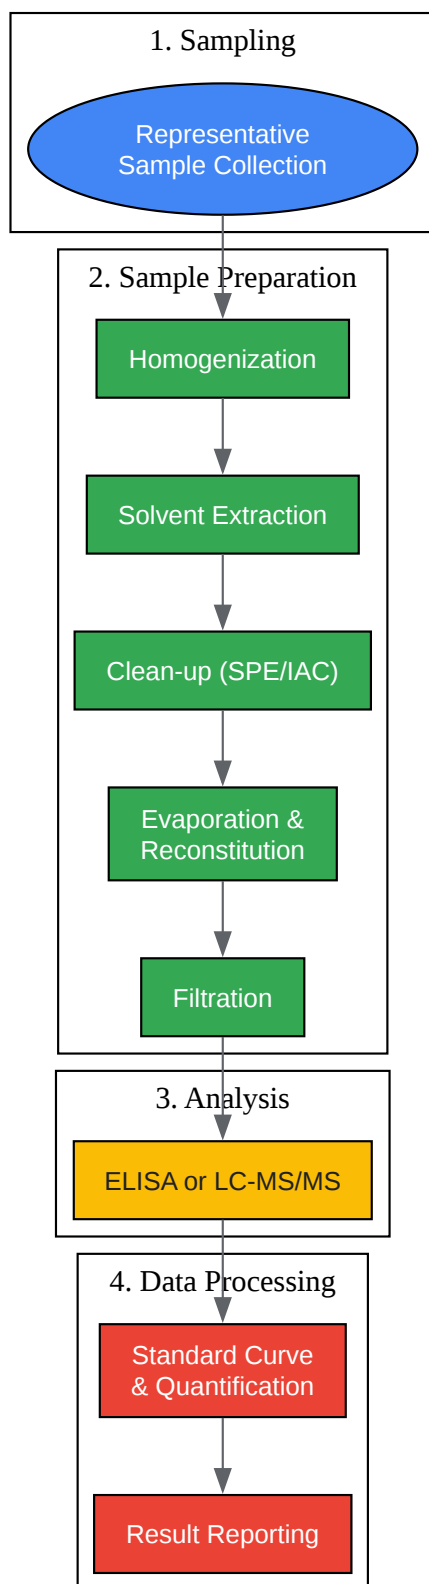 1. Sampling
Representative
Sample Collection
2. Sample Preparation
Homogenization
Solvent Extraction
Clean-up (SPE/IAC)
Evaporation &
Reconstitution
Filtration
3. Analysis
ELISA or LC-MS/MS
4. Data Processing
Standard Curve
& Quantification
Result Reporting